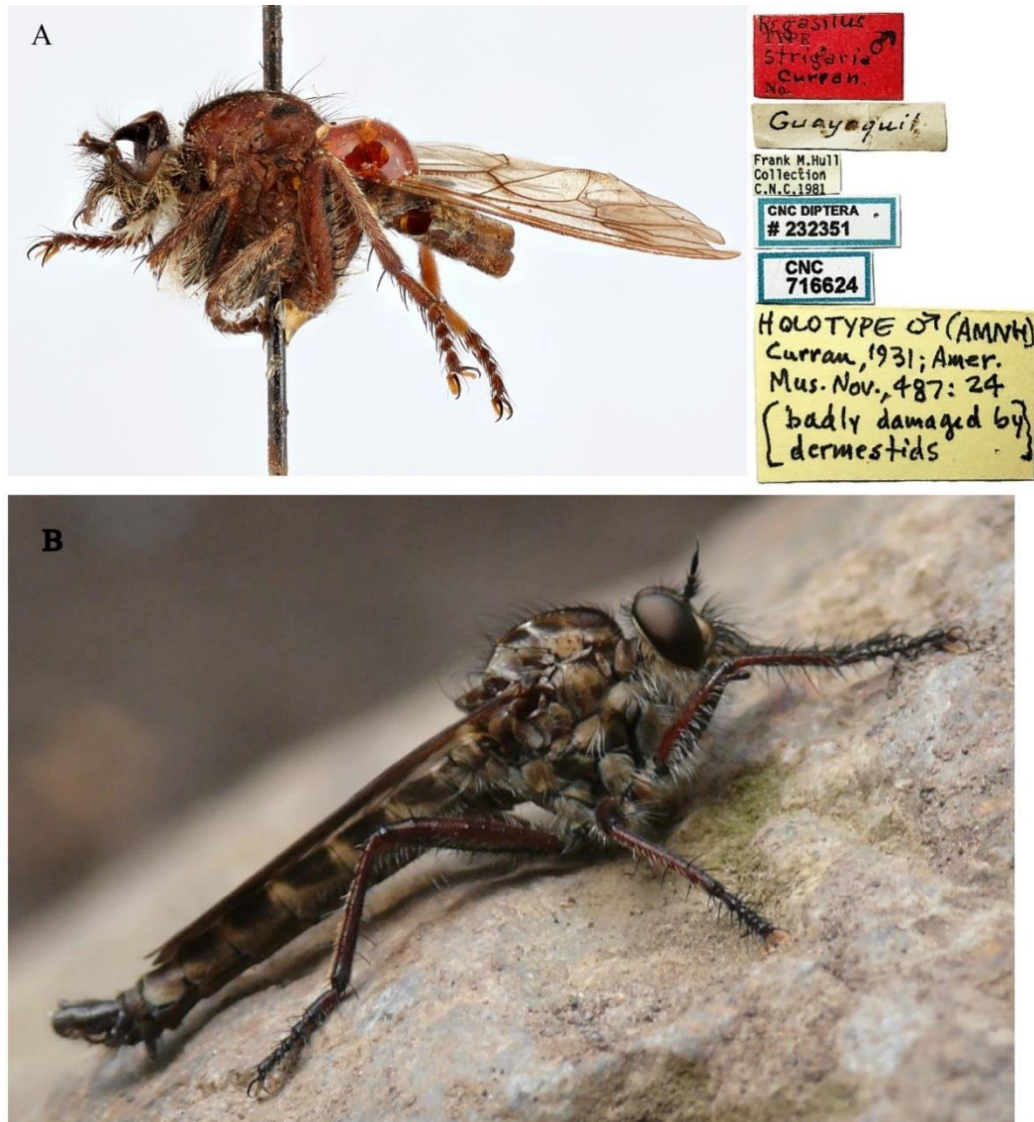 A
Regasilus
TYPE ♂
strigaria
Curran
No.
Guayaquil
Frank M.Hull
Collection
C.N.C.1981
CNC DIPTERA
# 232351
CNC
716624
HOLOTYPE ♂ (AMNH)
Curran, 1931; Amer.
Mus. Nov., 487: 24
[badly damaged by
dermestids]
B